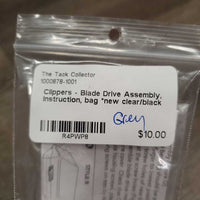 The Tack Collector
1000878-1001
Clippers - Blade Drive Assembly,
instruction, bag *new clear/black
Grey
$10.00
R4PWP8